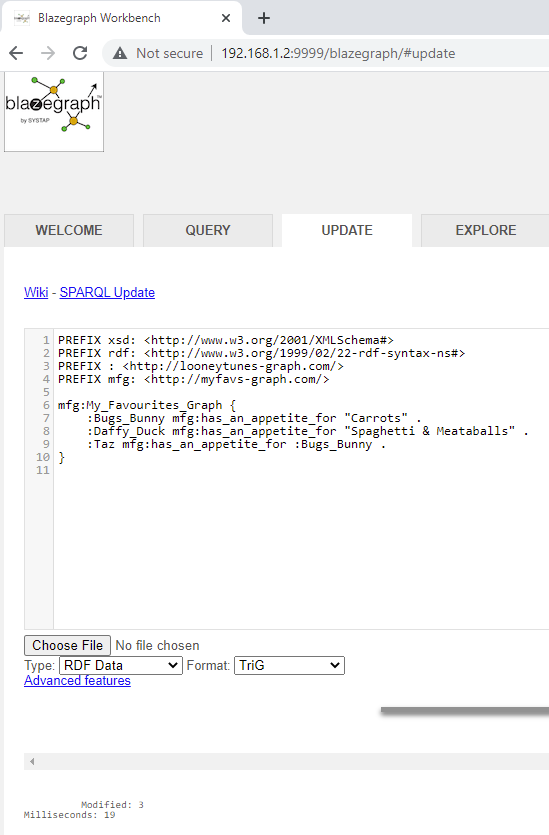 Blazegraph Workbench
Not secure | 192.168.1.2:9999/blazegraph/#update
blazegraph™
by SYSTAP
WELCOME QUERY UPDATE EXPLORE
Wiki - SPARQL Update
1 PREFIX xsd: <http://www.w3.org/2001/XMLSchema#>
2 PREFIX rdf: <http://www.w3.org/1999/02/22-rdf-syntax-ns#>
3 PREFIX : <http://looneytunes-graph.com/>
4 PREFIX mfg: <http://myfavs-graph.com/>
5
6 mfg:My_Favourites_Graph {
7     :Bugs_Bunny mfg:has_an_appetite_for "Carrots" .
8     :Daffy_Duck mfg:has_an_appetite_for "Spaghetti & Meataballs" .
9     :Taz mfg:has_an_appetite_for :Bugs_Bunny .
10 }
11
Choose File No file chosen
Type: RDF Data Format: TriG
Advanced features
Modified: 3
Milliseconds: 19